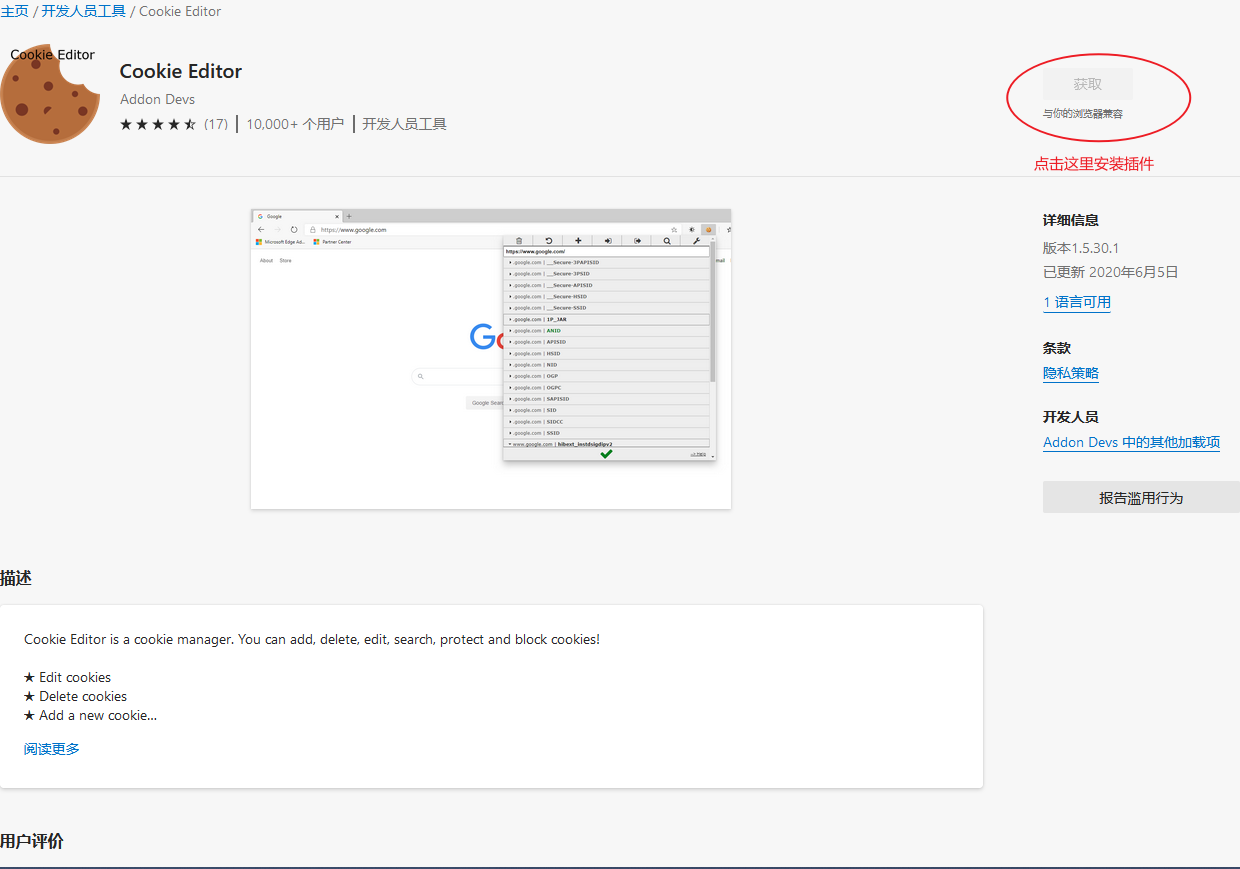 主页 / 开发人员工具 / Cookie Editor
Cookie Editor
Cookie Editor
Addon Devs
★ ★ ★ ★ ⯪ (17) | 10,000+ 个用户 | 开发人员工具
获取
与你的浏览器兼容
点击这里安装插件
Google
https://www.google.com
Microsoft Edge Ad... Partner Center
About Store
https://www.google.com/
.google.com | __Secure-3PAPISID
.google.com | __Secure-3PSID
.google.com | __Secure-APISID
.google.com | __Secure-HSID
.google.com | __Secure-SSID
.google.com | 1P_JAR
.google.com | ANID
.google.com | APISID
.google.com | HSID
.google.com | NID
.google.com | OGP
.google.com | OGPC
.google.com | SAPISID
.google.com | SID
.google.com | SIDCC
.google.com | SSID
Google Sear
详细信息
版本1.5.30.1
已更新 2020年6月5日
1 语言可用
条款
隐私策略
开发人员
Addon Devs 中的其他加载项
报告滥用行为
描述
Cookie Editor is a cookie manager. You can add, delete, edit, search, protect and block cookies!
★ Edit cookies
★ Delete cookies
★ Add a new cookie...
阅读更多
用户评价